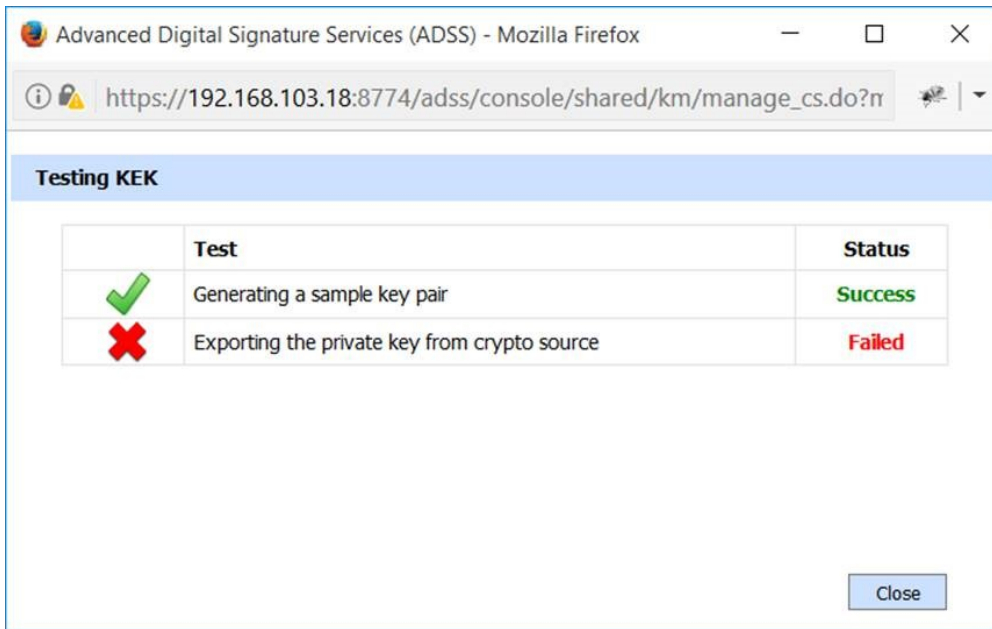 Advanced Digital Signature Services (ADSS) - Mozilla Firefox
https://192.168.103.18:8774/adss/console/shared/km/manage_cs.do?m
Testing KEK
Test Status
Generating a sample key pair Success
Exporting the private key from crypto source Failed
Close